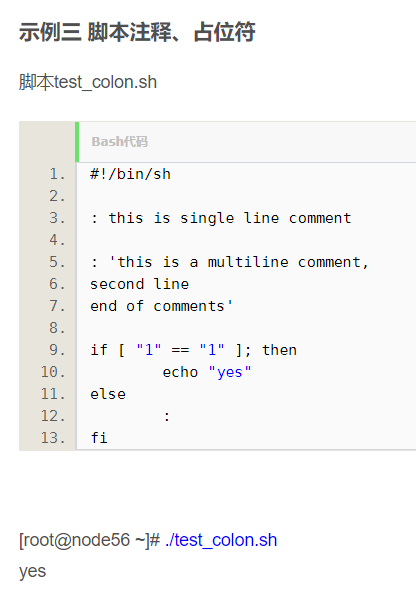 示例三 脚本注释、占位符
脚本test_colon.sh
Bash代码
1. #!/bin/sh
2.
3. : this is single line comment
4.
5. : 'this is a multiline comment,
6. second line
7. end of comments'
8.
9. if [ "1" == "1" ]; then
10.         echo "yes"
11. else
12.         :
13. fi
[root@node56 ~]# ./test_colon.sh
yes